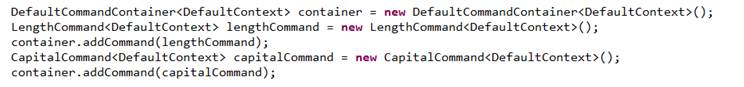 DefaultCommandContainer<DefaultContext> container = new DefaultCommandContainer<DefaultContext>();
LengthCommand<DefaultContext> lengthCommand = new LengthCommand<DefaultContext>();
container.addCommand(lengthCommand);
CapitalCommand<DefaultContext> capitalCommand = new CapitalCommand<DefaultContext>();
container.addCommand(capitalCommand);